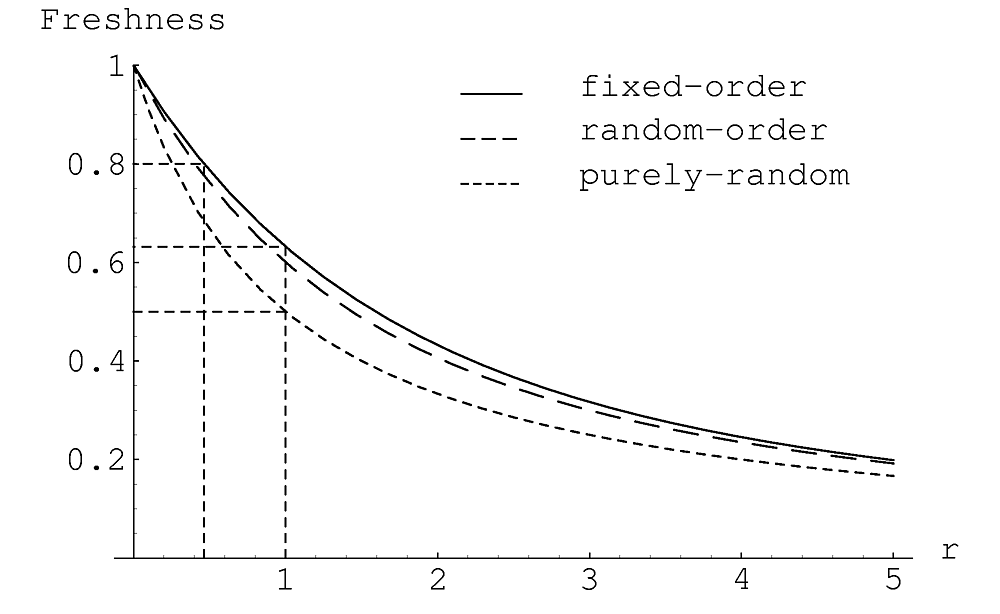 Freshness
1
fixed-order
random-order
0.8
purely-random
0.6
0.4
0.2
r
1 2 3 4 5